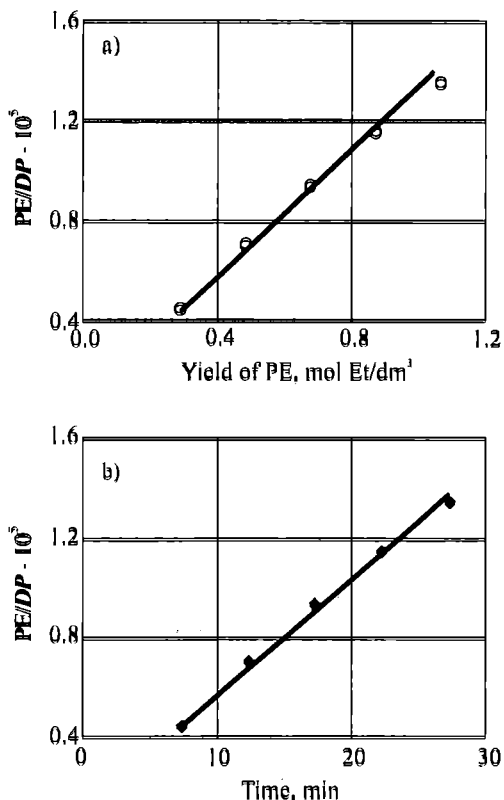 a)
PE/DP - 10⁵
1.6
1.2
0.8
0.4
0.0 0.4 0.8 1.2
Yield of PE, mol Et/dm³
b)
PE/DP - 10⁵
1.6
1.2
0.8
0.4
0 10 20 30
Time, min